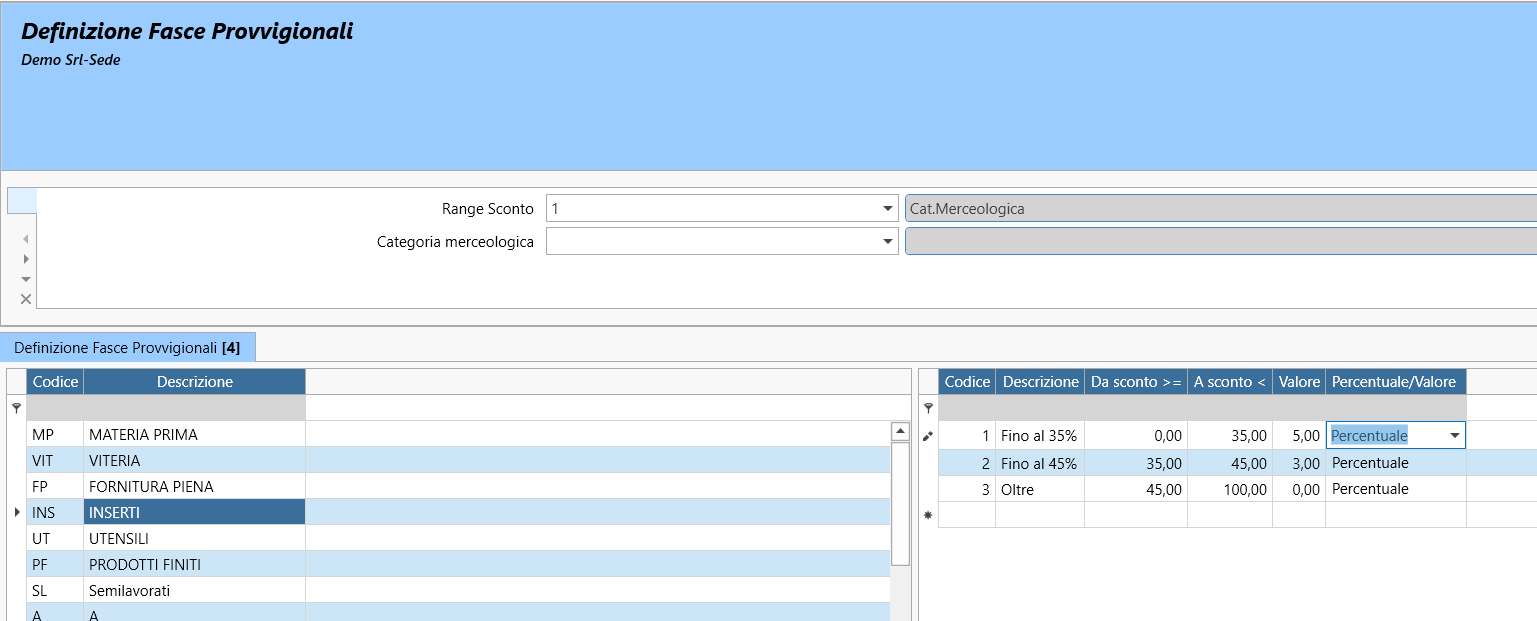 Definizione Fasce Provvigionali
Demo Srl-Sede
Range Sconto 1 Cat.Merceologica
Categoria merceologica
Definizione Fasce Provvigionali [4]
Codice Descrizione
MP MATERIA PRIMA
VIT VITERIA
FP FORNITURA PIENA
INS INSERTI
UT UTENSILI
PF PRODOTTI FINITI
SL Semilavorati
A A
Codice Descrizione Da sconto >= A sconto < Valore Percentuale/Valore
1 Fino al 35% 0,00 35,00 5,00 Percentuale
2 Fino al 45% 35,00 45,00 3,00 Percentuale
3 Oltre 45,00 100,00 0,00 Percentuale